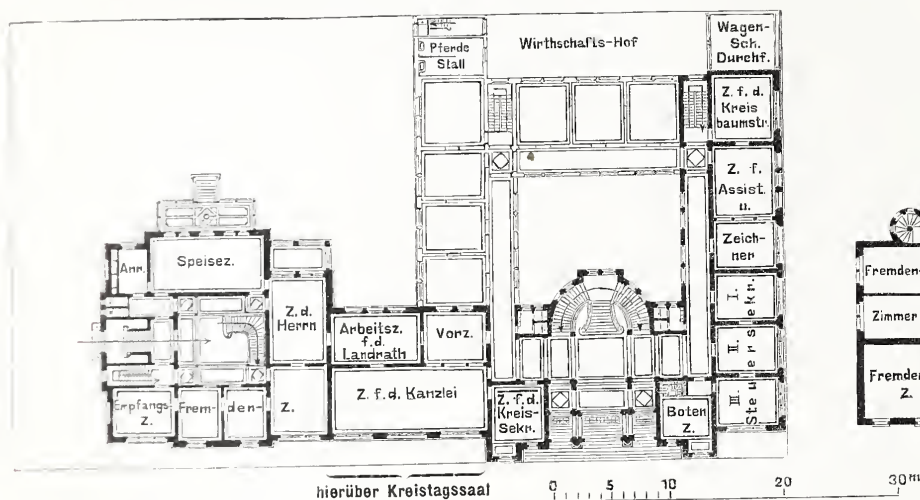 Pferde
Stall
Wirthschafts-Hof
Wagen-
Sch.
Durchf.
Z. f. d.
Kreis
baumstr.
Z. f.
Assist.
u.
Zeich-
ner
Anr.
Speisez.
Z. d.
Herrn
Arbeitsz.
f. d.
Landrath
Vorz.
I.
II.
III.
Steuersekr.
Empfangs-
Z.
Frem-
den-
Z.
Z. f. d. Kanzlei
Z. f. d.
Kreis-
Sekr.
Boten
Z.
Fremden
Zimmer
Fremden
Z.
hierüber Kreistagssaal
0 5 10 20 30 m